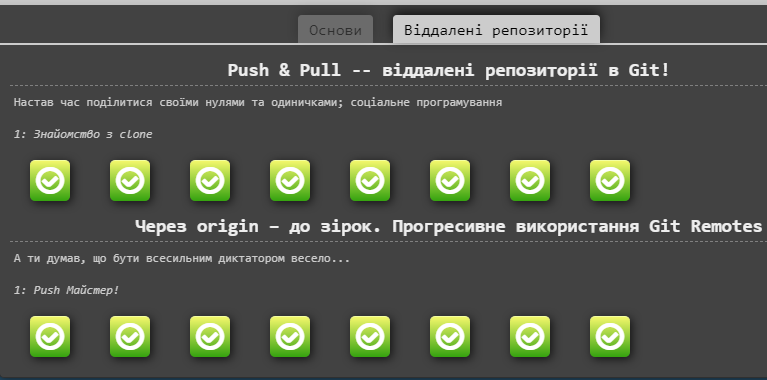 Основи
Віддалені репозиторії
Push & Pull -- віддалені репозиторії в Git!
Настав час поділитися своїми нулями та одиничками; соціальне програмування
1: Знайомство з clone
Через origin – до зірок. Прогресивне використання Git Remotes
А ти думав, що бути всесильним диктатором весело...
1: Push Майстер!